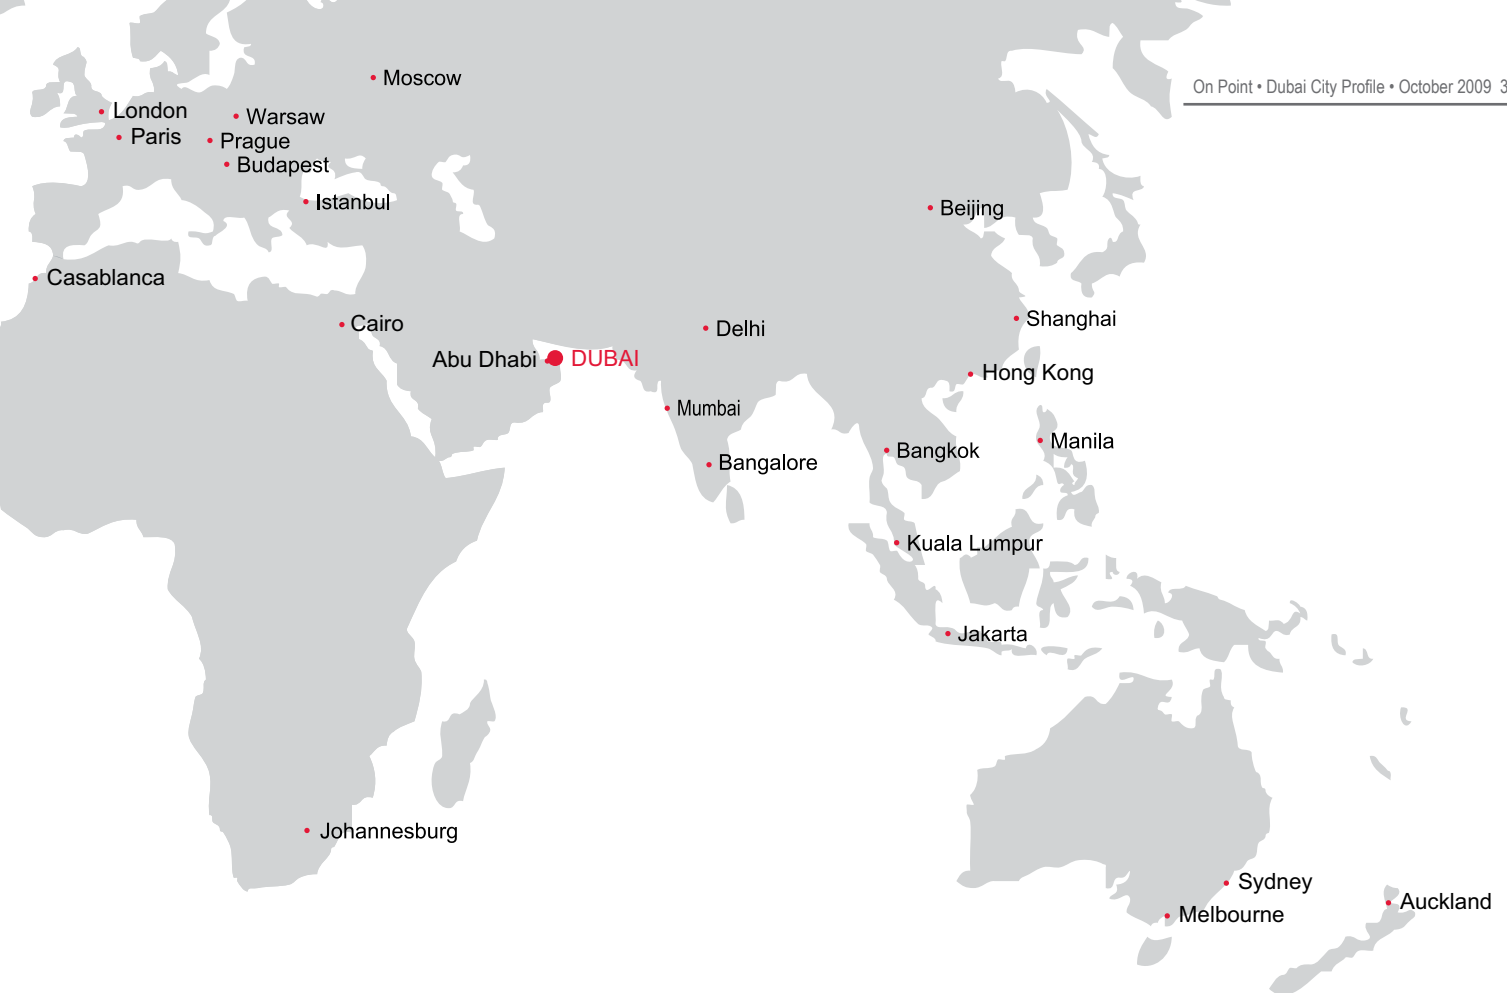 Moscow
On Point • Dubai City Profile • October 2009 3
London
Warsaw
Paris
Prague
Budapest
Istanbul
Beijing
Casablanca
Shanghai
Cairo
Delhi
Abu Dhabi
DUBAI
Hong Kong
Mumbai
Manila
Bangkok
Bangalore
Kuala Lumpur
Jakarta
Johannesburg
Sydney
Auckland
Melbourne